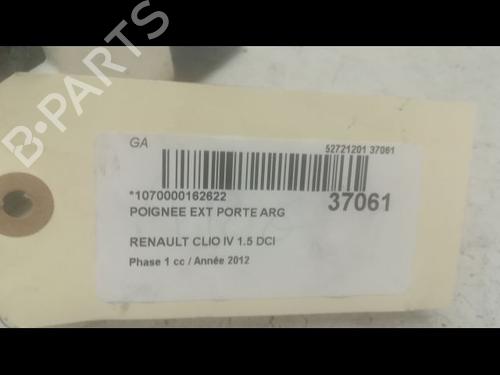 B-PARTS
GA
52721201 37061
*1070000162622
37061
POIGNEE EXT PORTE ARG
RENAULT CLIO IV 1.5 DCI
Phase 1 cc / Année 2012